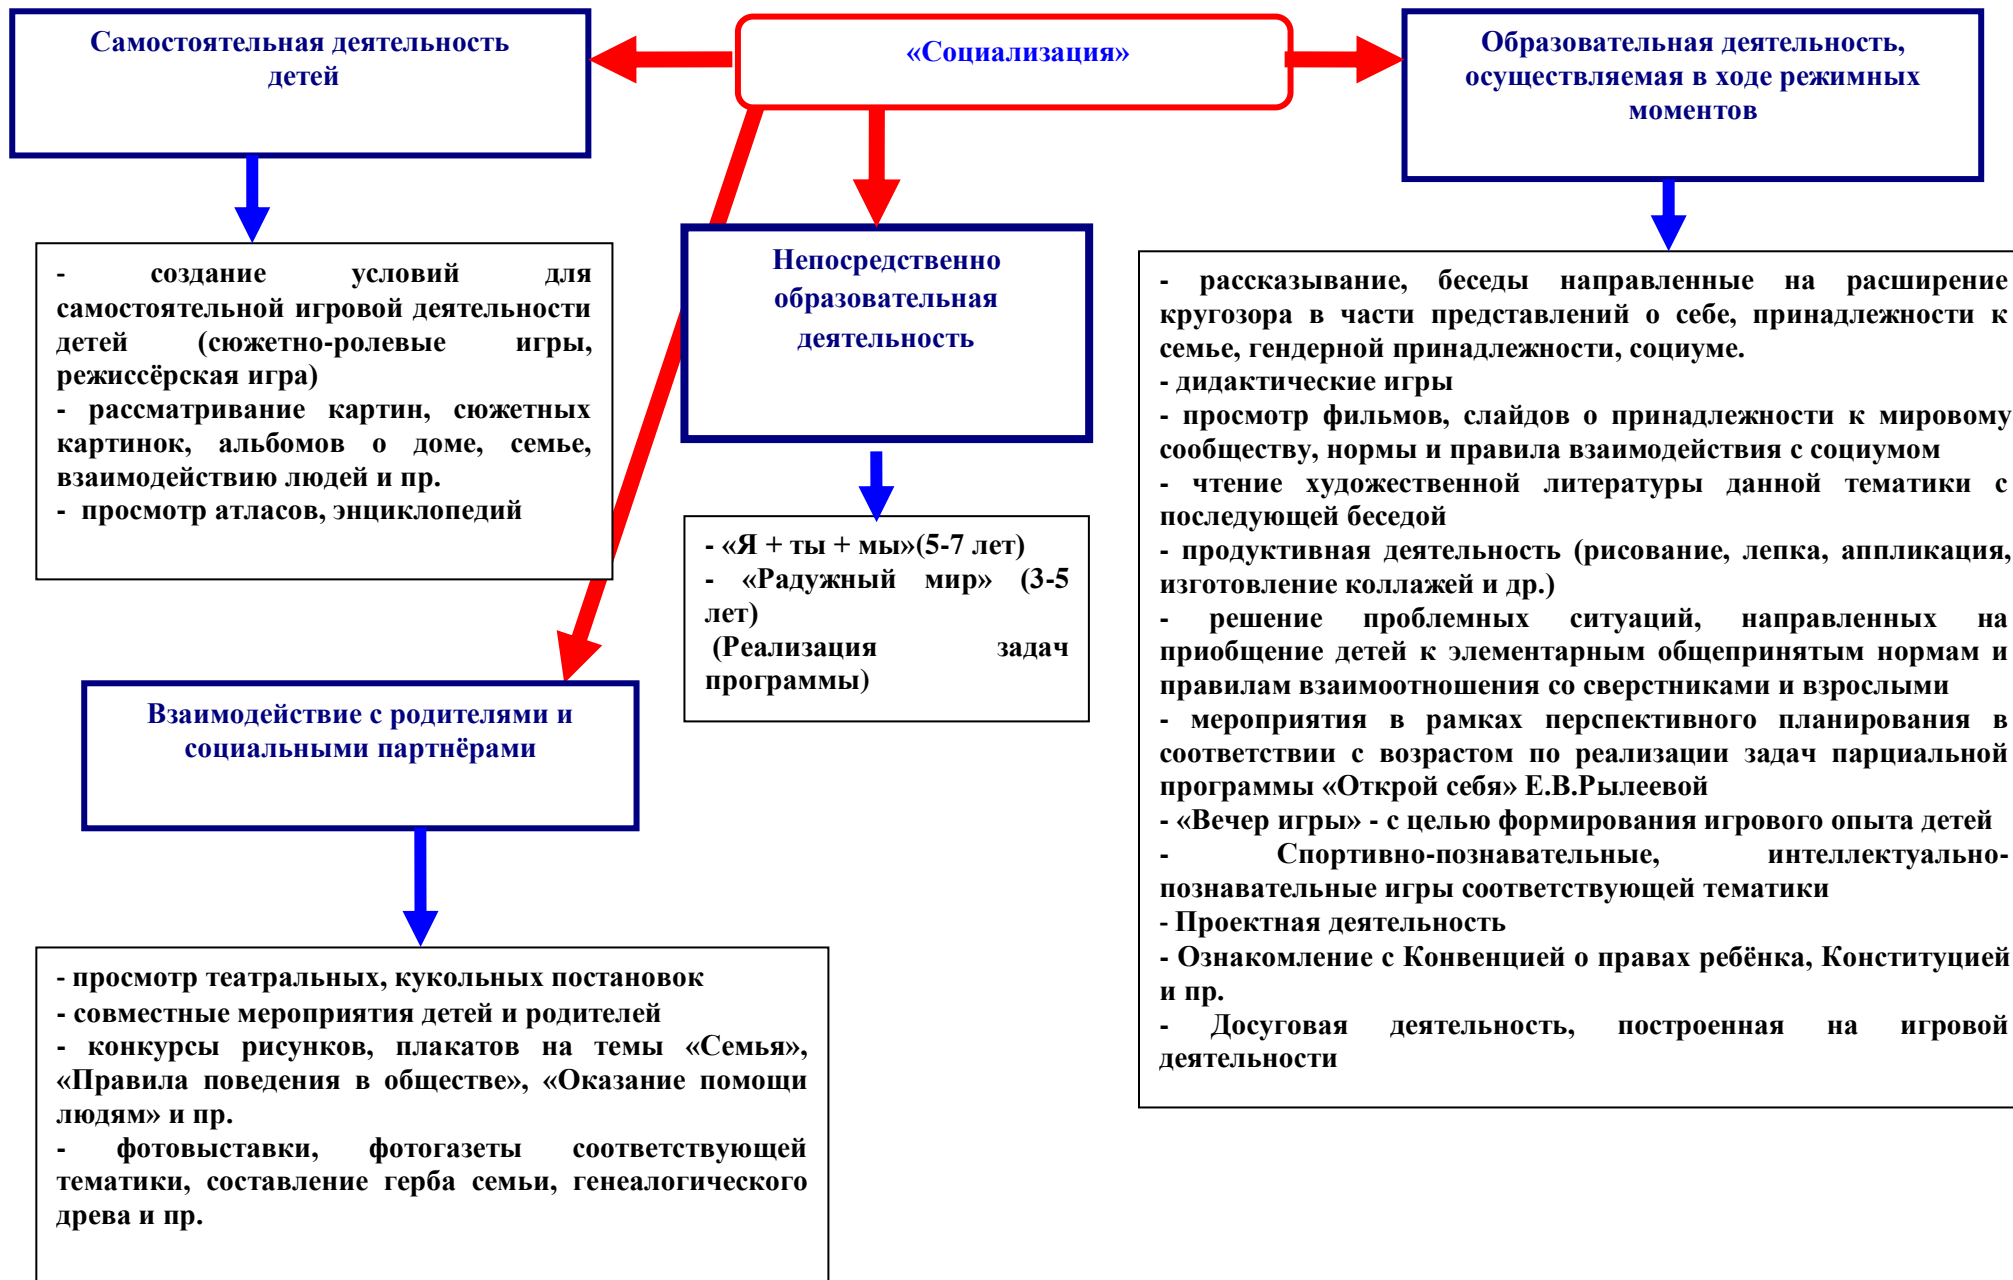 Самостоятельная деятельность
детей
«Социализация»
Образовательная деятельность,
осуществляемая в ходе режимных
моментов
- создание условий для
самостоятельной игровой деятельности
детей (сюжетно-ролевые игры,
режиссёрская игра)
- рассматривание картин, сюжетных
картинок, альбомов о доме, семье,
взаимодействию людей и пр.
- просмотр атласов, энциклопедий
Непосредственно
образовательная
деятельность
- «Я + ты + мы»(5-7 лет)
- «Радужный мир» (3-5
лет)
(Реализация задач
программы)
- рассказывание, беседы направленные на расширение
кругозора в части представлений о себе, принадлежности к
семье, гендерной принадлежности, социуме.
- дидактические игры
- просмотр фильмов, слайдов о принадлежности к мировому
сообществу, нормы и правила взаимодействия с социумом
- чтение художественной литературы данной тематики с
последующей беседой
- продуктивная деятельность (рисование, лепка, аппликация,
изготовление коллажей и др.)
- решение проблемных ситуаций, направленных на
приобщение детей к элементарным общепринятым нормам и
правилам взаимоотношения со сверстниками и взрослыми
- мероприятия в рамках перспективного планирования в
соответствии с возрастом по реализации задач парциальной
программы «Открой себя» Е.В.Рылеевой
- «Вечер игры» - с целью формирования игрового опыта детей
- Спортивно-познавательные, интеллектуально-
познавательные игры соответствующей тематики
- Проектная деятельность
- Ознакомление с Конвенцией о правах ребёнка, Конституцией
и пр.
- Досуговая деятельность, построенная на игровой
деятельности
Взаимодействие с родителями и
социальными партнёрами
- просмотр театральных, кукольных постановок
- совместные мероприятия детей и родителей
- конкурсы рисунков, плакатов на темы «Семья»,
«Правила поведения в обществе», «Оказание помощи
людям» и пр.
- фотовыставки, фотогазеты соответствующей
тематики, составление герба семьи, генеалогического
древа и пр.